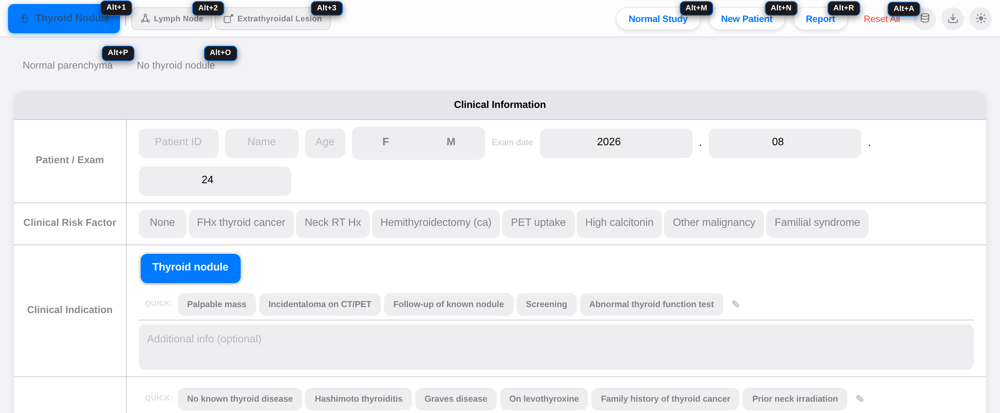 Alt+1 Alt+2 Alt+3 Alt+M Alt+N Alt+R Alt+A
Thyroid Nodule Lymph Node Extrathyroidal Lesion Normal Study New Patient Report Reset All
Alt+P Alt+O
Normal parenchyma No thyroid nodule
Clinical Information
Patient / Exam
Patient ID Name Age F M Exam date 2026 . 08 .
24
Clinical Risk Factor
None FHx thyroid cancer Neck RT Hx Hemithyroidectomy (ca) PET uptake High calcitonin Other malignancy Familial syndrome
Clinical Indication
Thyroid nodule
QUICK: Palpable mass Incidentaloma on CT/PET Follow-up of known nodule Screening Abnormal thyroid function test
Additional info (optional)
QUICK: No known thyroid disease Hashimoto thyroiditis Graves disease On levothyroxine Family history of thyroid cancer Prior neck irradiation